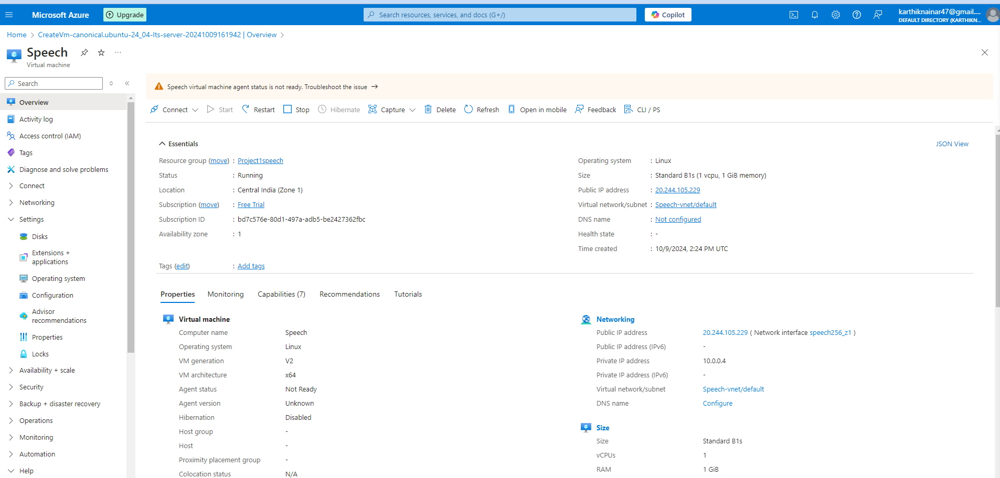 Microsoft Azure
Upgrade
Search resources, services, and docs (G+/)
Copilot
karthiknainar47@gmail....
DEFAULT DIRECTORY (KARTHIKN...
Home > CreateVm-canonical.ubuntu-24_04-lts-server-20241009161942 | Overview >
Speech
Virtual machine
Search
Overview
Activity log
Access control (IAM)
Tags
Diagnose and solve problems
Connect
Networking
Settings
Disks
Extensions +
applications
Operating system
Configuration
Advisor
recommendations
Properties
Locks
Availability + scale
Security
Backup + disaster recovery
Operations
Monitoring
Automation
Help
Speech virtual machine agent status is not ready. Troubleshoot the issue →
Connect Start Restart Stop Hibernate Capture Delete Refresh Open in mobile Feedback CLI / PS
Essentials
JSON View
Resource group (move) : Project1speech
Status : Running
Location : Central India (Zone 1)
Subscription (move) : Free Trial
Subscription ID : bd7c576e-80d1-497a-adb5-be2427362fbc
Availability zone : 1
Operating system : Linux
Size : Standard B1s (1 vcpu, 1 GiB memory)
Public IP address : 20.244.105.229
Virtual network/subnet : Speech-vnet/default
DNS name : Not configured
Health state : -
Time created : 10/9/2024, 2:24 PM UTC
Tags (edit) : Add tags
Properties Monitoring Capabilities (7) Recommendations Tutorials
Virtual machine
Computer name Speech
Operating system Linux
VM generation V2
VM architecture x64
Agent status Not Ready
Agent version Unknown
Hibernation Disabled
Host group -
Host -
Proximity placement group -
Colocation status N/A
Networking
Public IP address 20.244.105.229 ( Network interface speech256_z1 )
Public IP address (IPv6) -
Private IP address 10.0.0.4
Private IP address (IPv6) -
Virtual network/subnet Speech-vnet/default
DNS name Configure
Size
Size Standard B1s
vCPUs 1
RAM 1 GiB